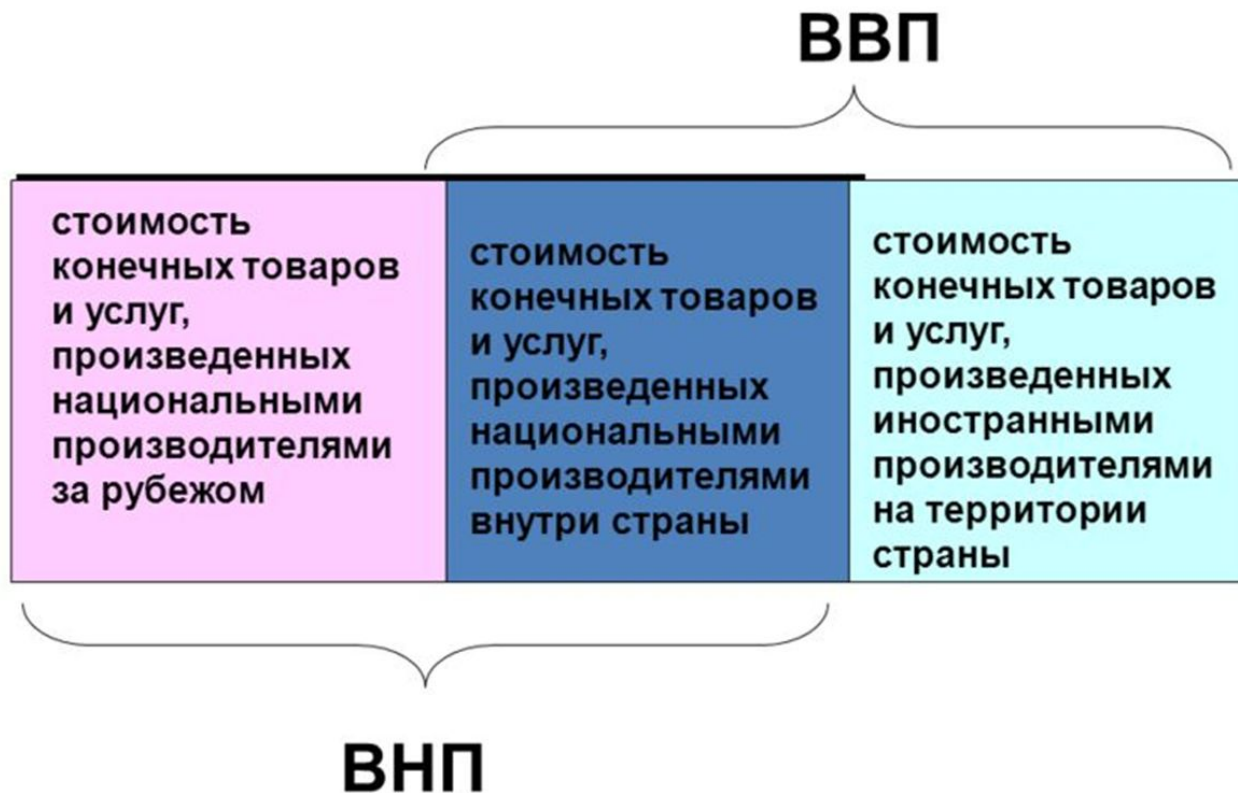 ВВП
стоимость
конечных товаров
и услуг,
произведенных
национальными
производителями
за рубежом
стоимость
конечных товаров
и услуг,
произведенных
национальными
производителями
внутри страны
стоимость
конечных товаров
и услуг,
произведенных
иностранными
производителями
на территории
страны
ВНП